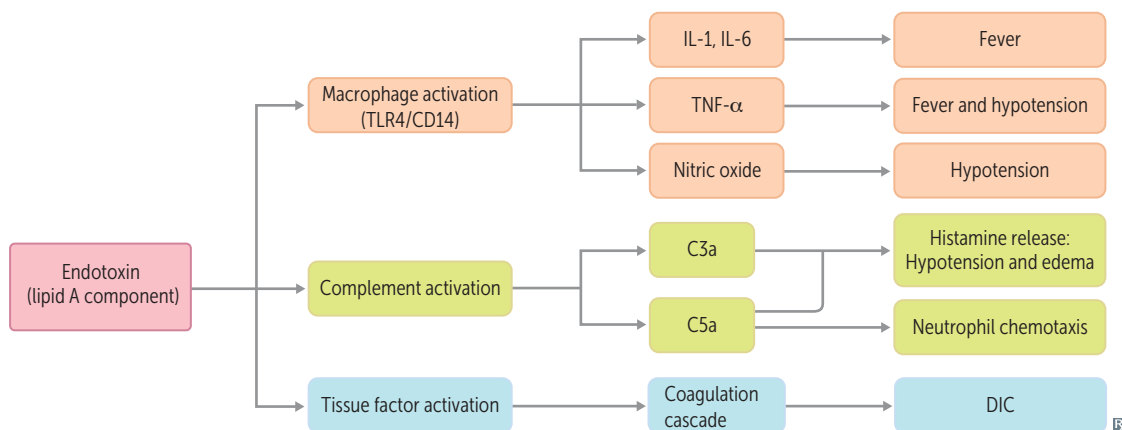 IL-1, IL-6
Fever
Macrophage activation
(TLR4/CD14)
TNF-α
Fever and hypotension
Nitric oxide
Hypotension
Endotoxin
(lipid A component)
Complement activation
C3a
Histamine release:
Hypotension and edema
C5a
Neutrophil chemotaxis
Tissue factor activation
Coagulation
cascade
DIC